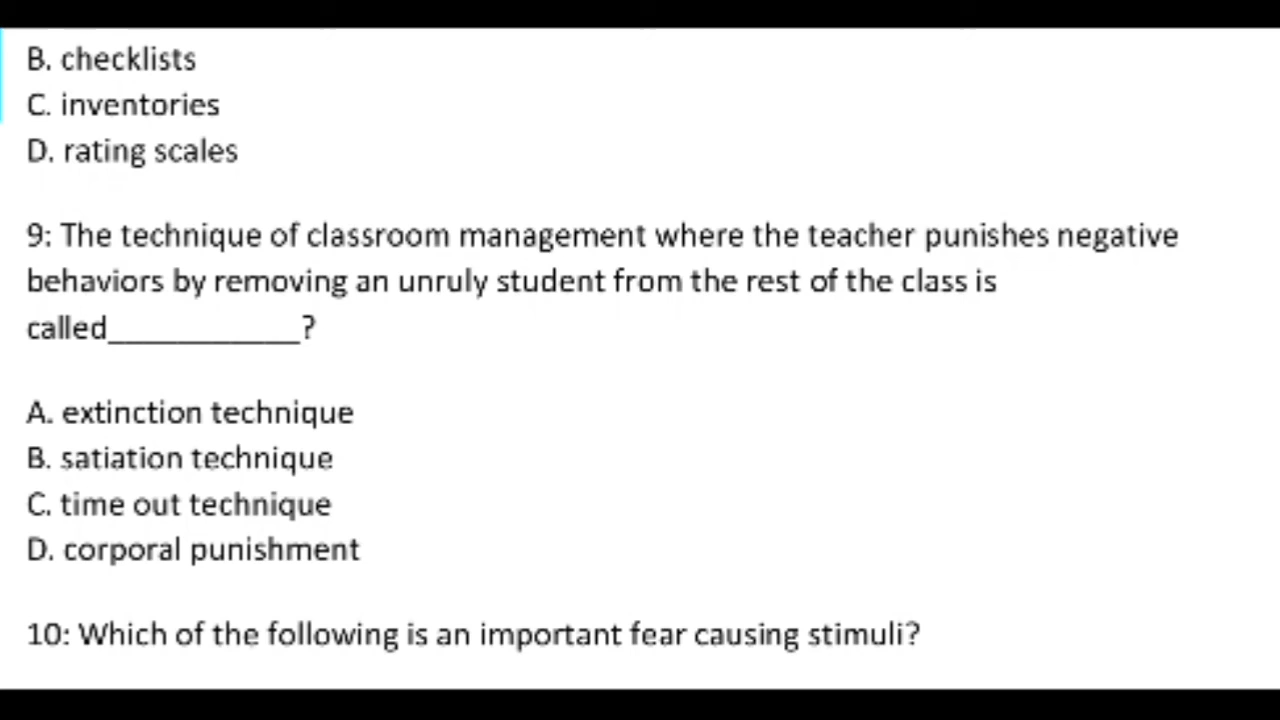 B. checklists
C. inventories
D. rating scales
9: The technique of classroom management where the teacher punishes negative
behaviors by removing an unruly student from the rest of the class is
called____________?
A. extinction technique
B. satiation technique
C. time out technique
D. corporal punishment
10: Which of the following is an important fear causing stimuli?